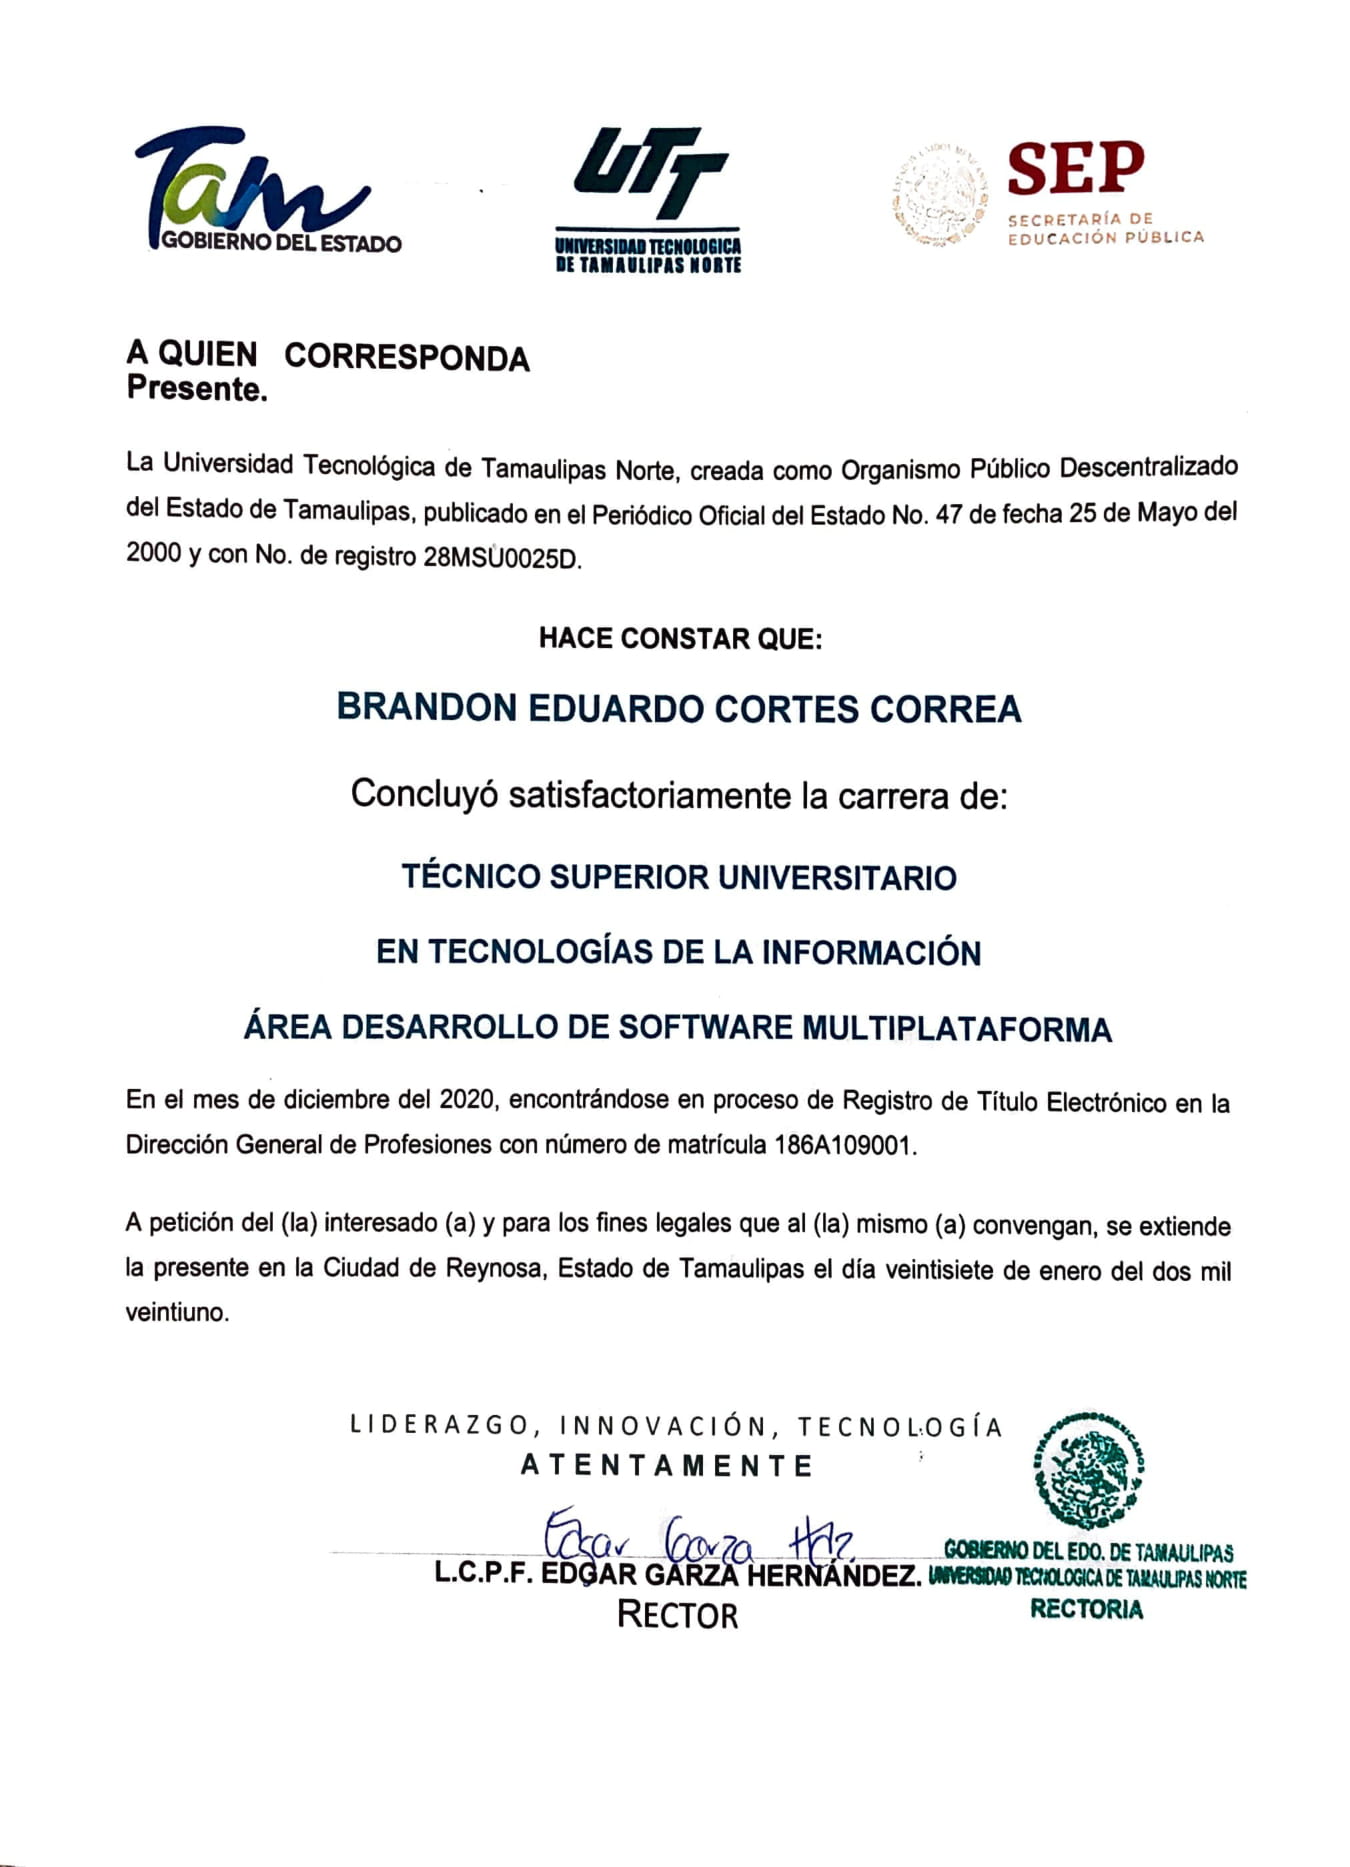 Tam
GOBIERNO DEL ESTADO
UTT
UNIVERSIDAD TECNOLOGICA
DE TAMAULIPAS NORTE
SEP
SECRETARÍA DE
EDUCACIÓN PÚBLICA
A QUIEN CORRESPONDA
Presente.
La Universidad Tecnológica de Tamaulipas Norte, creada como Organismo Público Descentralizado
del Estado de Tamaulipas, publicado en el Periódico Oficial del Estado No. 47 de fecha 25 de Mayo del
2000 y con No. de registro 28MSU0025D.
HACE CONSTAR QUE:
BRANDON EDUARDO CORTES CORREA
Concluyó satisfactoriamente la carrera de:
TÉCNICO SUPERIOR UNIVERSITARIO
EN TECNOLOGÍAS DE LA INFORMACIÓN
ÁREA DESARROLLO DE SOFTWARE MULTIPLATAFORMA
En el mes de diciembre del 2020, encontrándose en proceso de Registro de Título Electrónico en la
Dirección General de Profesiones con número de matrícula 186A109001.
A petición del (la) interesado (a) y para los fines legales que al (la) mismo (a) convengan, se extiende
la presente en la Ciudad de Reynosa, Estado de Tamaulipas el día veintisiete de enero del dos mil
veintiuno.
LIDERAZGO, INNOVACIÓN, TECNOLOGÍA
ATENTAMENTE
Edgar Garza Hdz.
L.C.P.F. EDGAR GARZA HERNÁNDEZ.
RECTOR
ESTADOS UNIDOS MEXICANOS
GOBIERNO DEL EDO. DE TAMAULIPAS
UNIVERSIDAD TECNOLOGICA DE TAMAULIPAS NORTE
RECTORIA